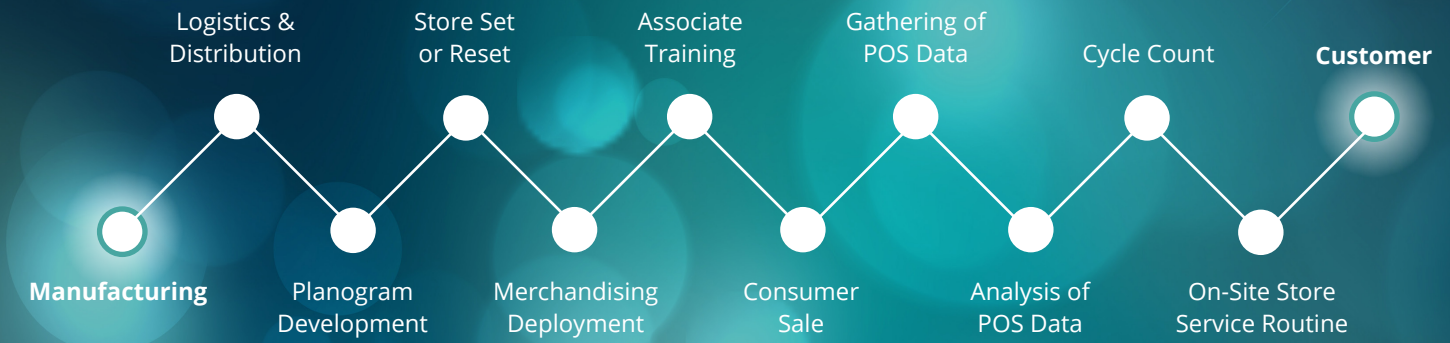 Manufacturing
Logistics &
Distribution
Planogram
Development
Store Set
or Reset
Merchandising
Deployment
Associate
Training
Consumer
Sale
Gathering of
POS Data
Analysis of
POS Data
Cycle Count
On-Site Store
Service Routine
Customer